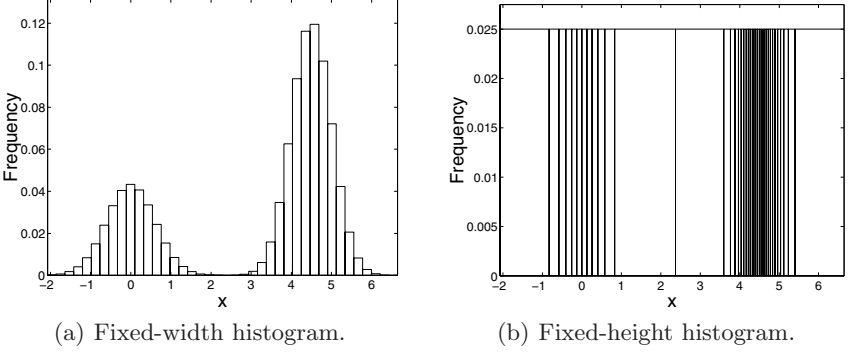 0.12
0.1
0.08
0.06
0.04
0.02
0
Frequency
−2 −1 0 1 2 3 4 5 6
x
(a) Fixed-width histogram.
0.025
0.02
0.015
0.01
0.005
0
Frequency
−2 −1 0 1 2 3 4 5 6
x
(b) Fixed-height histogram.